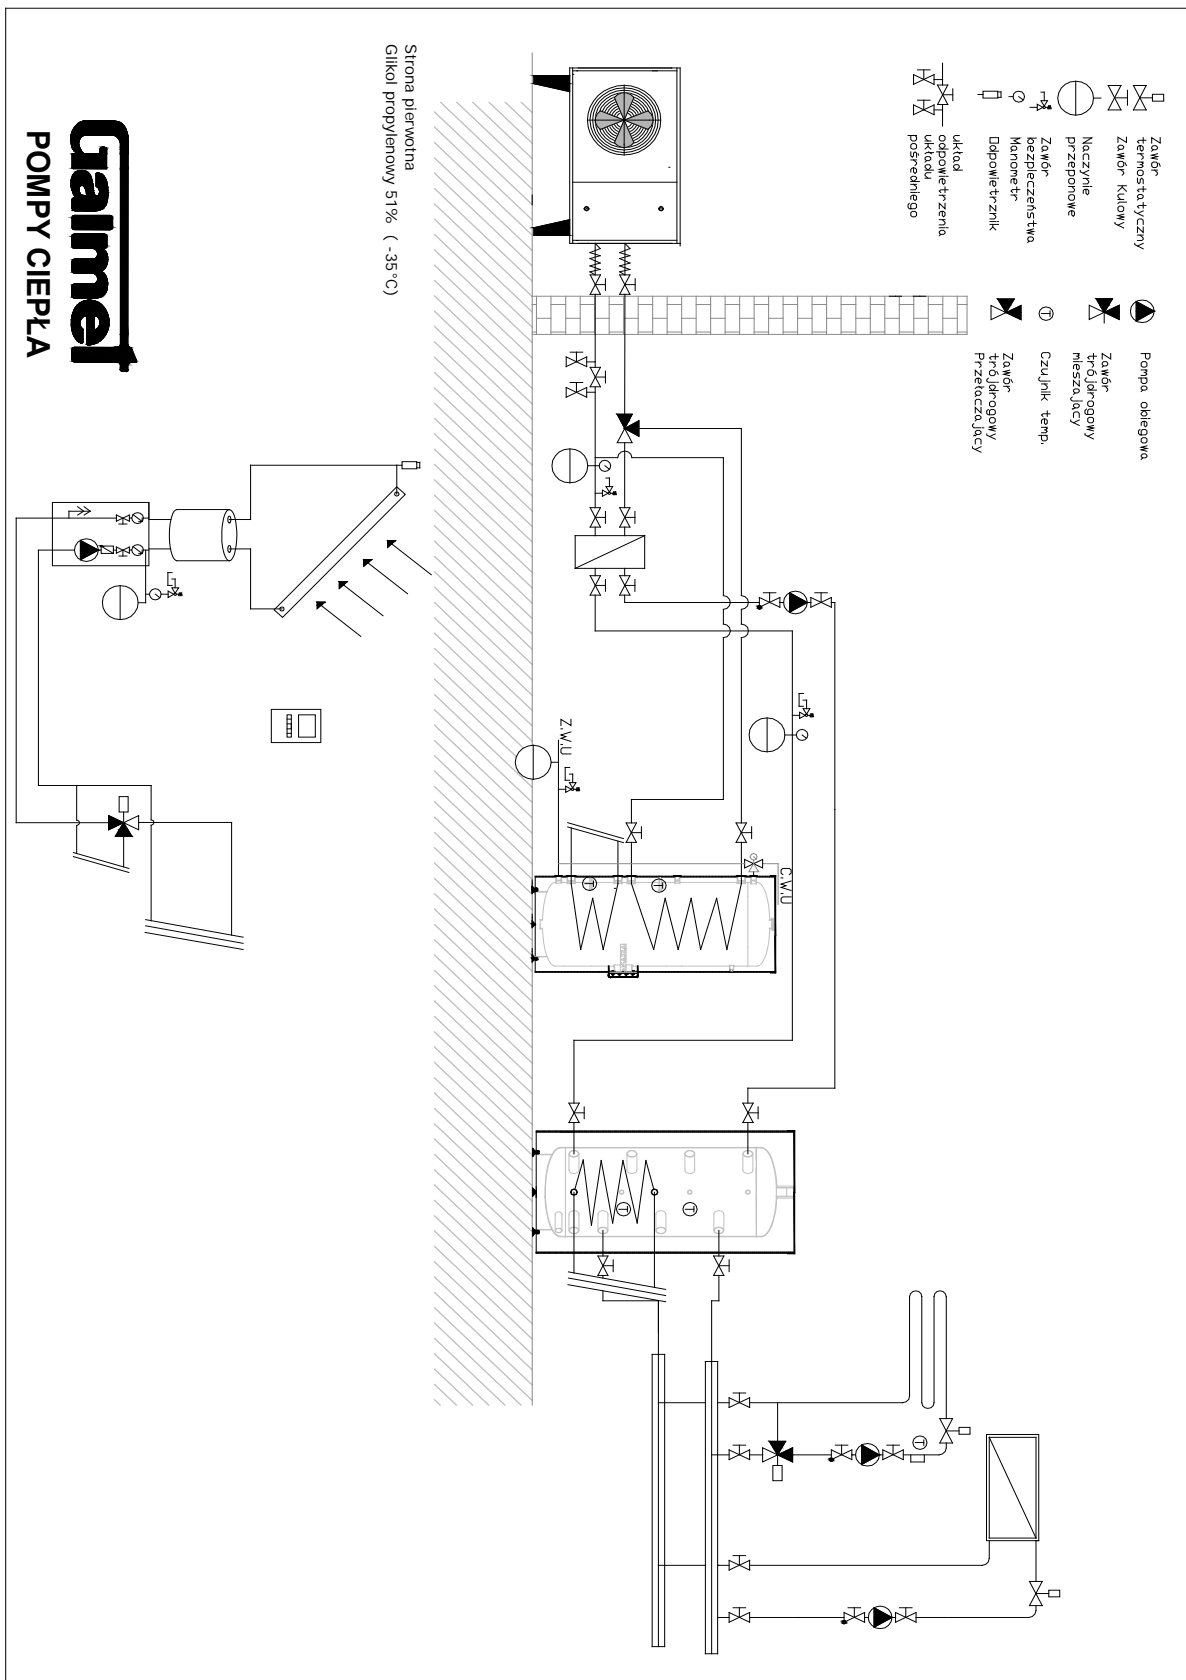 Zawór
termostatyczny
Zawór Kulowy
Naczynie
przeponowe
Zawór
bezpieczeństwa
Manometr
Odpowietrznik
układ
odpowietrzenia
układu
pośredniego
Pompa obiegowa
Zawór
trójdrogowy
mieszający
T
Czujnik temp.
Zawór
trójdrogowy
Przełączający
C.W.U
Z.W.U
T
T
T
T
T
Strona pierwotna
Glikol propylenowy 51% ( -35°C)
Galmet
POMPY CIEPŁA